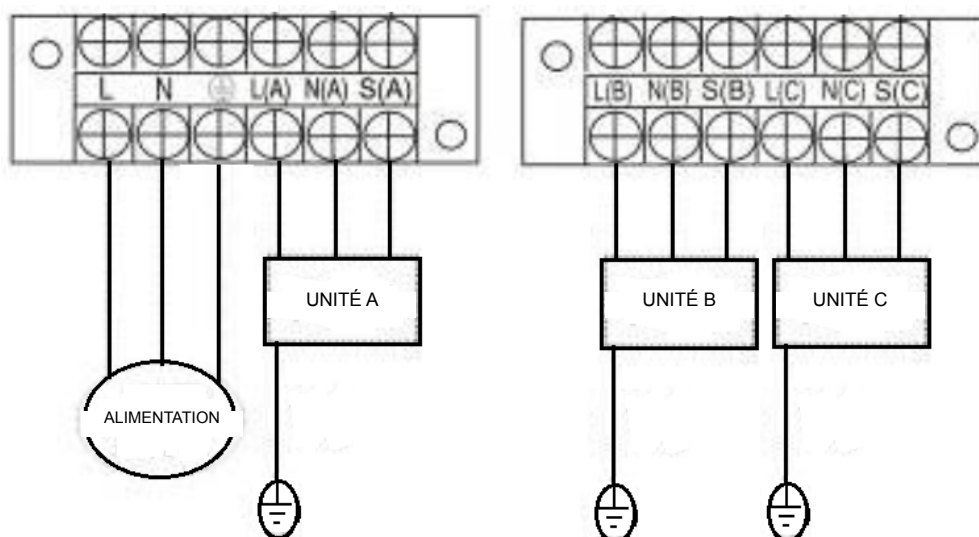 L N L(A) N(A) S(A)
L(B) N(B) S(B) L(C) N(C) S(C)
UNITÉ A
UNITÉ B
UNITÉ C
ALIMENTATION